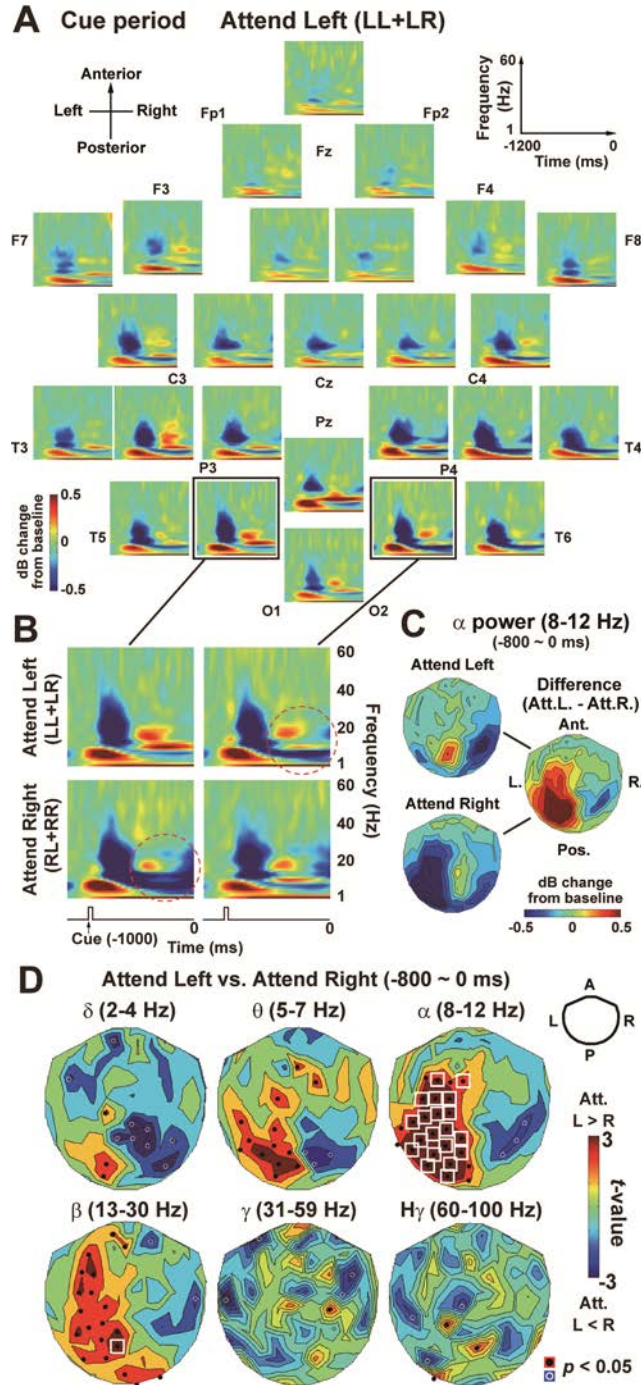 A Cue period Attend Left (LL+LR)
Anterior
Left Right
Posterior
Frequency (Hz)
60
1
-1200 0
Time (ms)
Fp1 Fp2
Fz
F3 F4
F7 F8
C3 Cz C4
T3 Pz T4
P3 P4
T5 T6
O1 O2
0.5
0
-0.5
dB change
from baseline
B
Attend Left
(LL+LR)
Attend Right
(RL+RR)
60
40
20
1
60
40
20
1
Frequency (Hz)
0 0
Cue (-1000) Time (ms)
C α power (8-12 Hz)
(-800 ~ 0 ms)
Attend Left
Difference
(Att.L. - Att.R.)
Ant.
L. R.
Attend Right
Pos.
dB change
from baseline
-0.5 0 0.5
D Attend Left vs. Attend Right (-800 ~ 0 ms)
δ (2-4 Hz) θ (5-7 Hz) α (8-12 Hz)
A
L R
P
β (13-30 Hz) γ (31-59 Hz) Hγ (60-100 Hz)
Att.
L > R
3
t-value
-3
Att.
L < R
p < 0.05